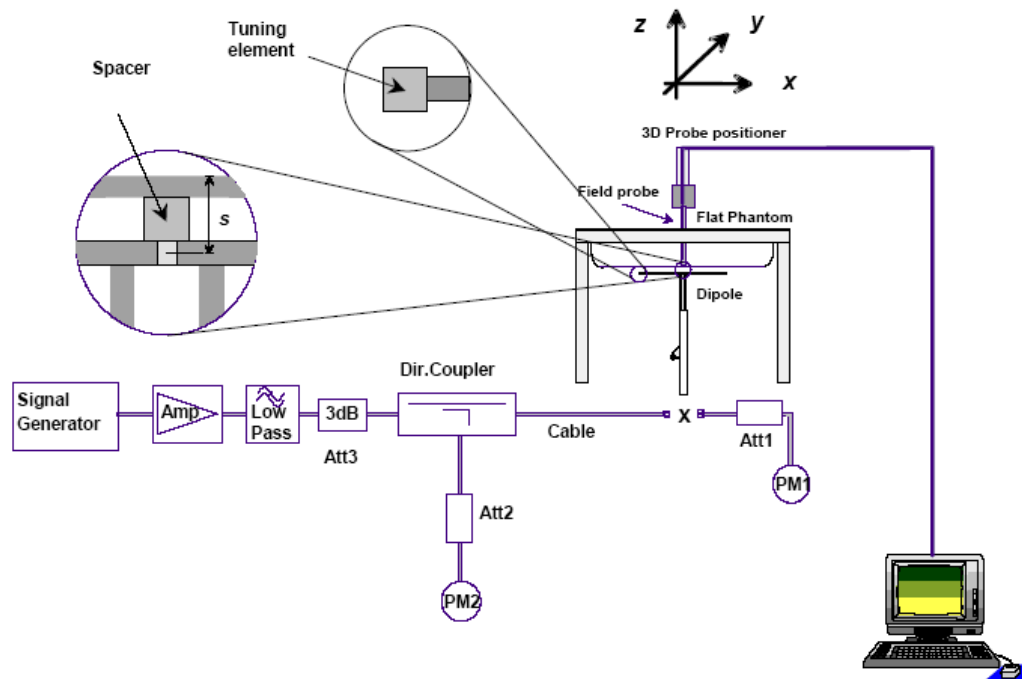 Tuning
element
z
y
x
Spacer
3D Probe positioner
Field probe
Flat Phantom
s
Dipole
Dir.Coupler
Signal
Generator
Amp
Low
Pass
3dB
Att3
Cable
X
Att1
PM1
Att2
PM2